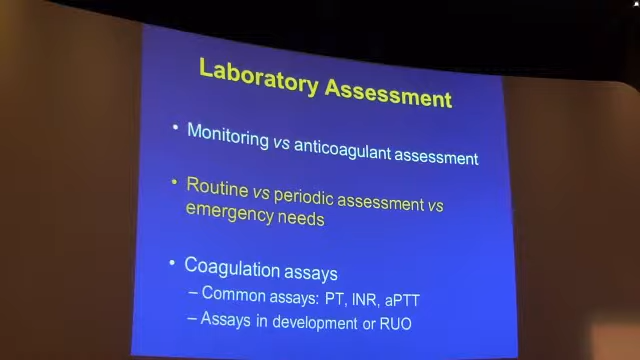 Laboratory Assessment
• Monitoring vs anticoagulant assessment
• Routine vs periodic assessment vs
emergency needs
• Coagulation assays
– Common assays: PT, INR, aPTT
– Assays in development or RUO